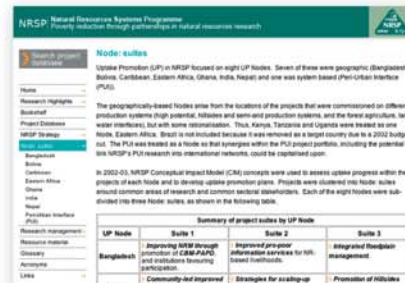 NRSP Natural Resources Systems Programme
Poverty reduction through partnerships in natural resources research
NRSP
Search project database
Home
Research Highlights
Bookshelf
Project Database
NRSP Strategy
Node: suites
Bangladesh
Bolivia
Caribbean
Eastern Africa
Ghana
India
Nepal
Peri-Urban Interface (PUI)
Research management
Resource material
Glossary
Acronyms
Links
Node: suites
Uptake Promotion (UP) in NRSP focused on eight UP Nodes. Seven of these were geographic (Bangladesh
Bolivia, Caribbean, Eastern Africa, Ghana, India, Nepal) and one was system based (Peri-Urban Interface
(PUI)).
The geographically-based Nodes arise from the locations of the projects that were commissioned on differen
production systems (high potential, hillsides and semi-arid production systems, and the forest agriculture, la
water interfaces), but with some rationalisation. Thus, Kenya, Tanzania and Uganda were treated as one
Node, Eastern Africa. Brazil is not included because it was removed as a target country due to a 2002 budg
cut. The PUI was treated as a Node so that synergies within the PUI project portfolio, including the potential
link NRSP's PUI research into international networks, could be capitalised upon.
In 2002-03, NRSP Conceptual Impact Model (CIM) concepts were used to assess uptake progress within th
projects of each Node and to develop uptake promotion plans. Projects were clustered into Node: suites
around common areas of research and common sectoral stakeholders. Each of the eight Nodes were sub-
divided into three Node: suites, as shown in the following table.
Summary of project suites by UP Node
UP Node Suite 1 Suite 2 Suite 3
Bangladesh
Improving NRM through
promotion of CBM-PAPD,
and institutions favouring
participation.
Improved pro-poor
information services for NR-
based livelihoods.
Integrated floodplain
management
Community-led improved
Strategies for scaling-up
Promotion of Hillsides